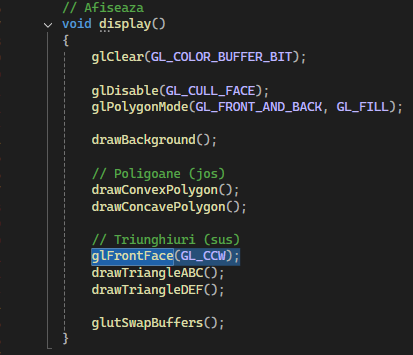 // Afiseaza
void display()
{
glClear(GL_COLOR_BUFFER_BIT);
glDisable(GL_CULL_FACE);
glPolygonMode(GL_FRONT_AND_BACK, GL_FILL);
drawBackground();
// Poligoane (jos)
drawConvexPolygon();
drawConcavePolygon();
// Triunghiuri (sus)
glFrontFace(GL_CCW);
drawTriangleABC();
drawTriangleDEF();
glutSwapBuffers();
}